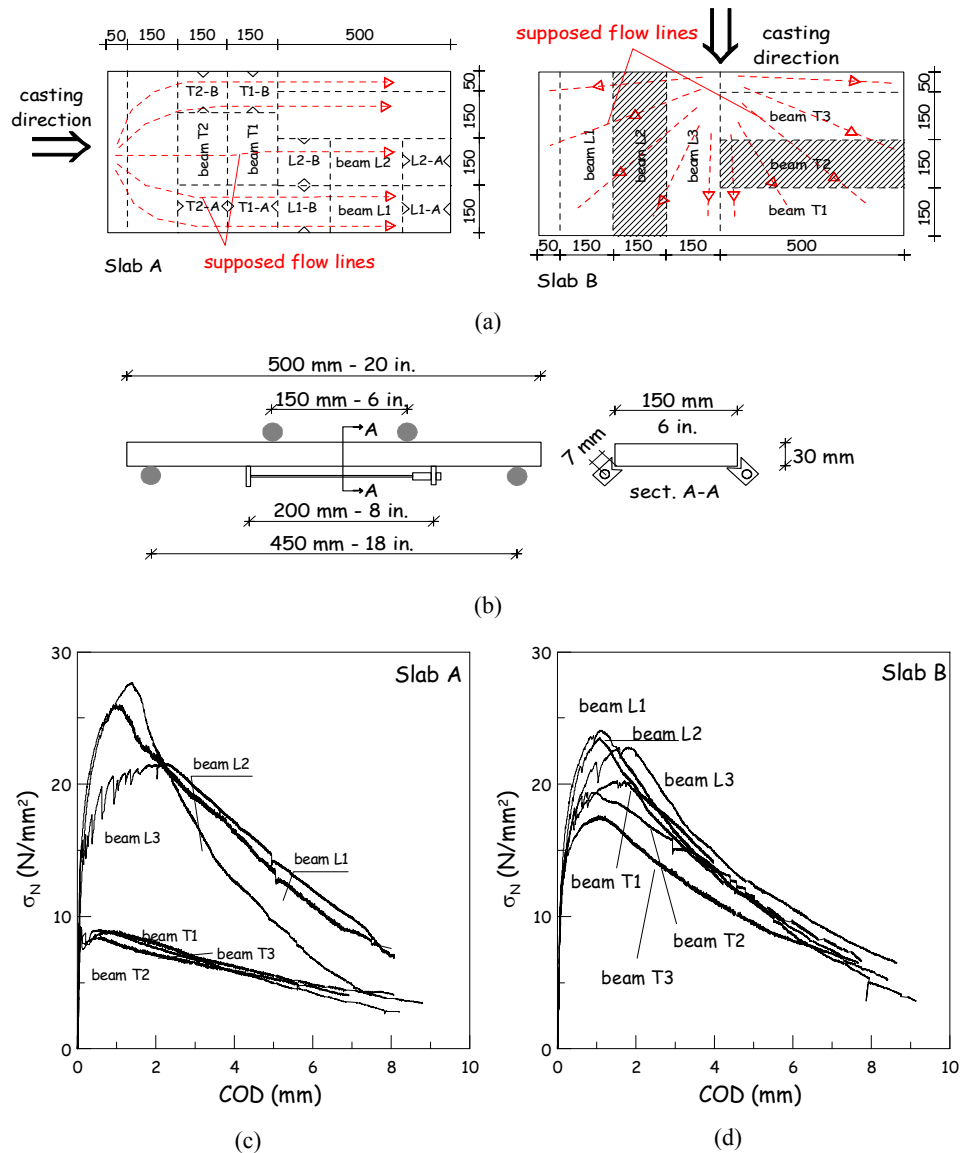 50 150 150 150 500
supposed flow lines
casting
direction
casting
direction
T2-B T1-B
beam T2
beam T1
L2-B beam L2 L2-A
T2-A T1-A L1-B beam L1 L1-A
150 150
Slab A
supposed flow lines
beam L1
beam L2
beam L3
beam T3
beam T2
beam T1
50 150 150 150
50 150 150 150 500
Slab B
(a)
500 mm - 20 in.
150 mm - 6 in.
A
A
200 mm - 8 in.
450 mm - 18 in.
150 mm
6 in.
7 mm
30 mm
sect. A-A
(b)
30
20
10
0
σN (N/mm²)
Slab A
beam L2
beam L3
beam L1
beam T1
beam T3
beam T2
0 2 4 6 8 10
COD (mm)
(c)
30
20
10
0
σN (N/mm²)
Slab B
beam L1
beam L2
beam L3
beam T1
beam T2
beam T3
0 2 4 6 8 10
COD (mm)
(d)